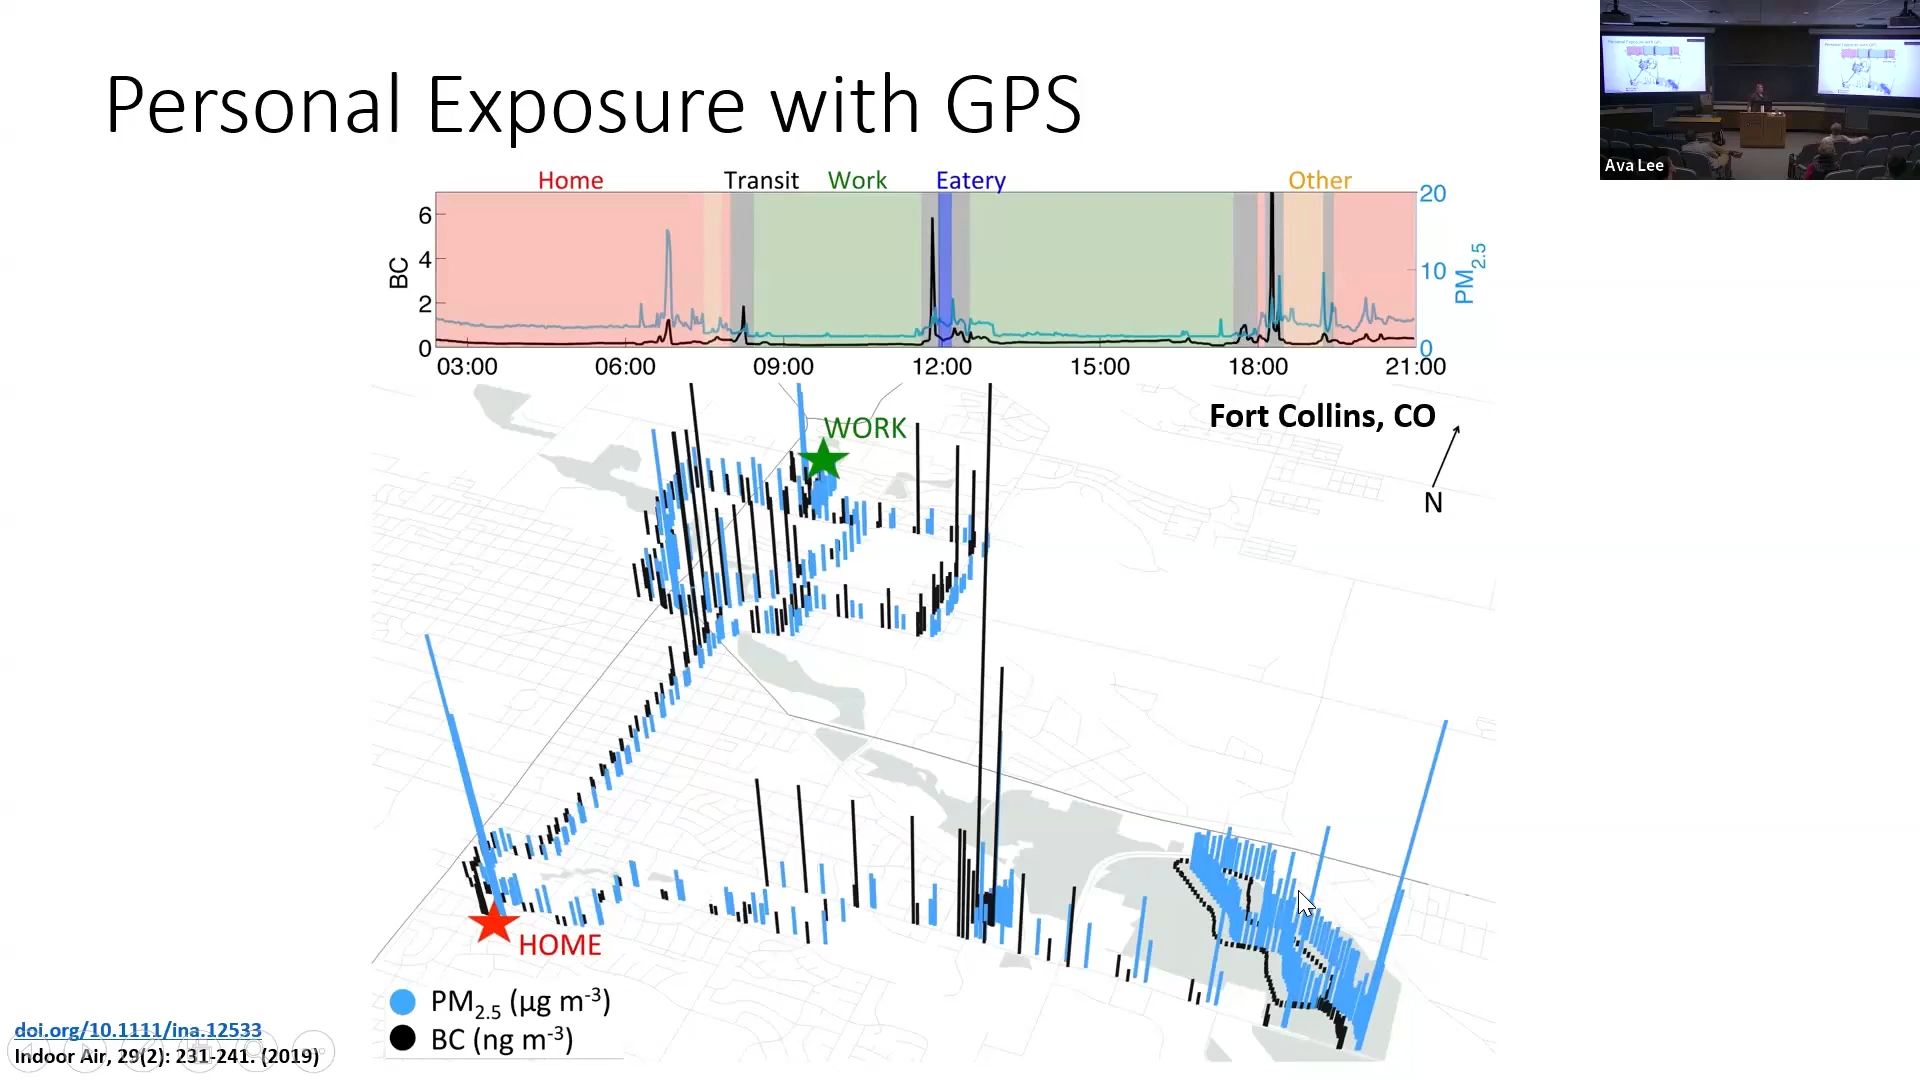 Personal Exposure with GPS
Ava Lee
Home Transit Work Eatery Other
BC
6
4
2
0
20
10
0
PM2.5
03:00 06:00 09:00 12:00 15:00 18:00 21:00
Fort Collins, CO
N
WORK
HOME
PM2.5 (µg m-3)
BC (ng m-3)
doi.org/10.1111/ina.12533
Indoor Air, 29(2): 231-241. (2019)